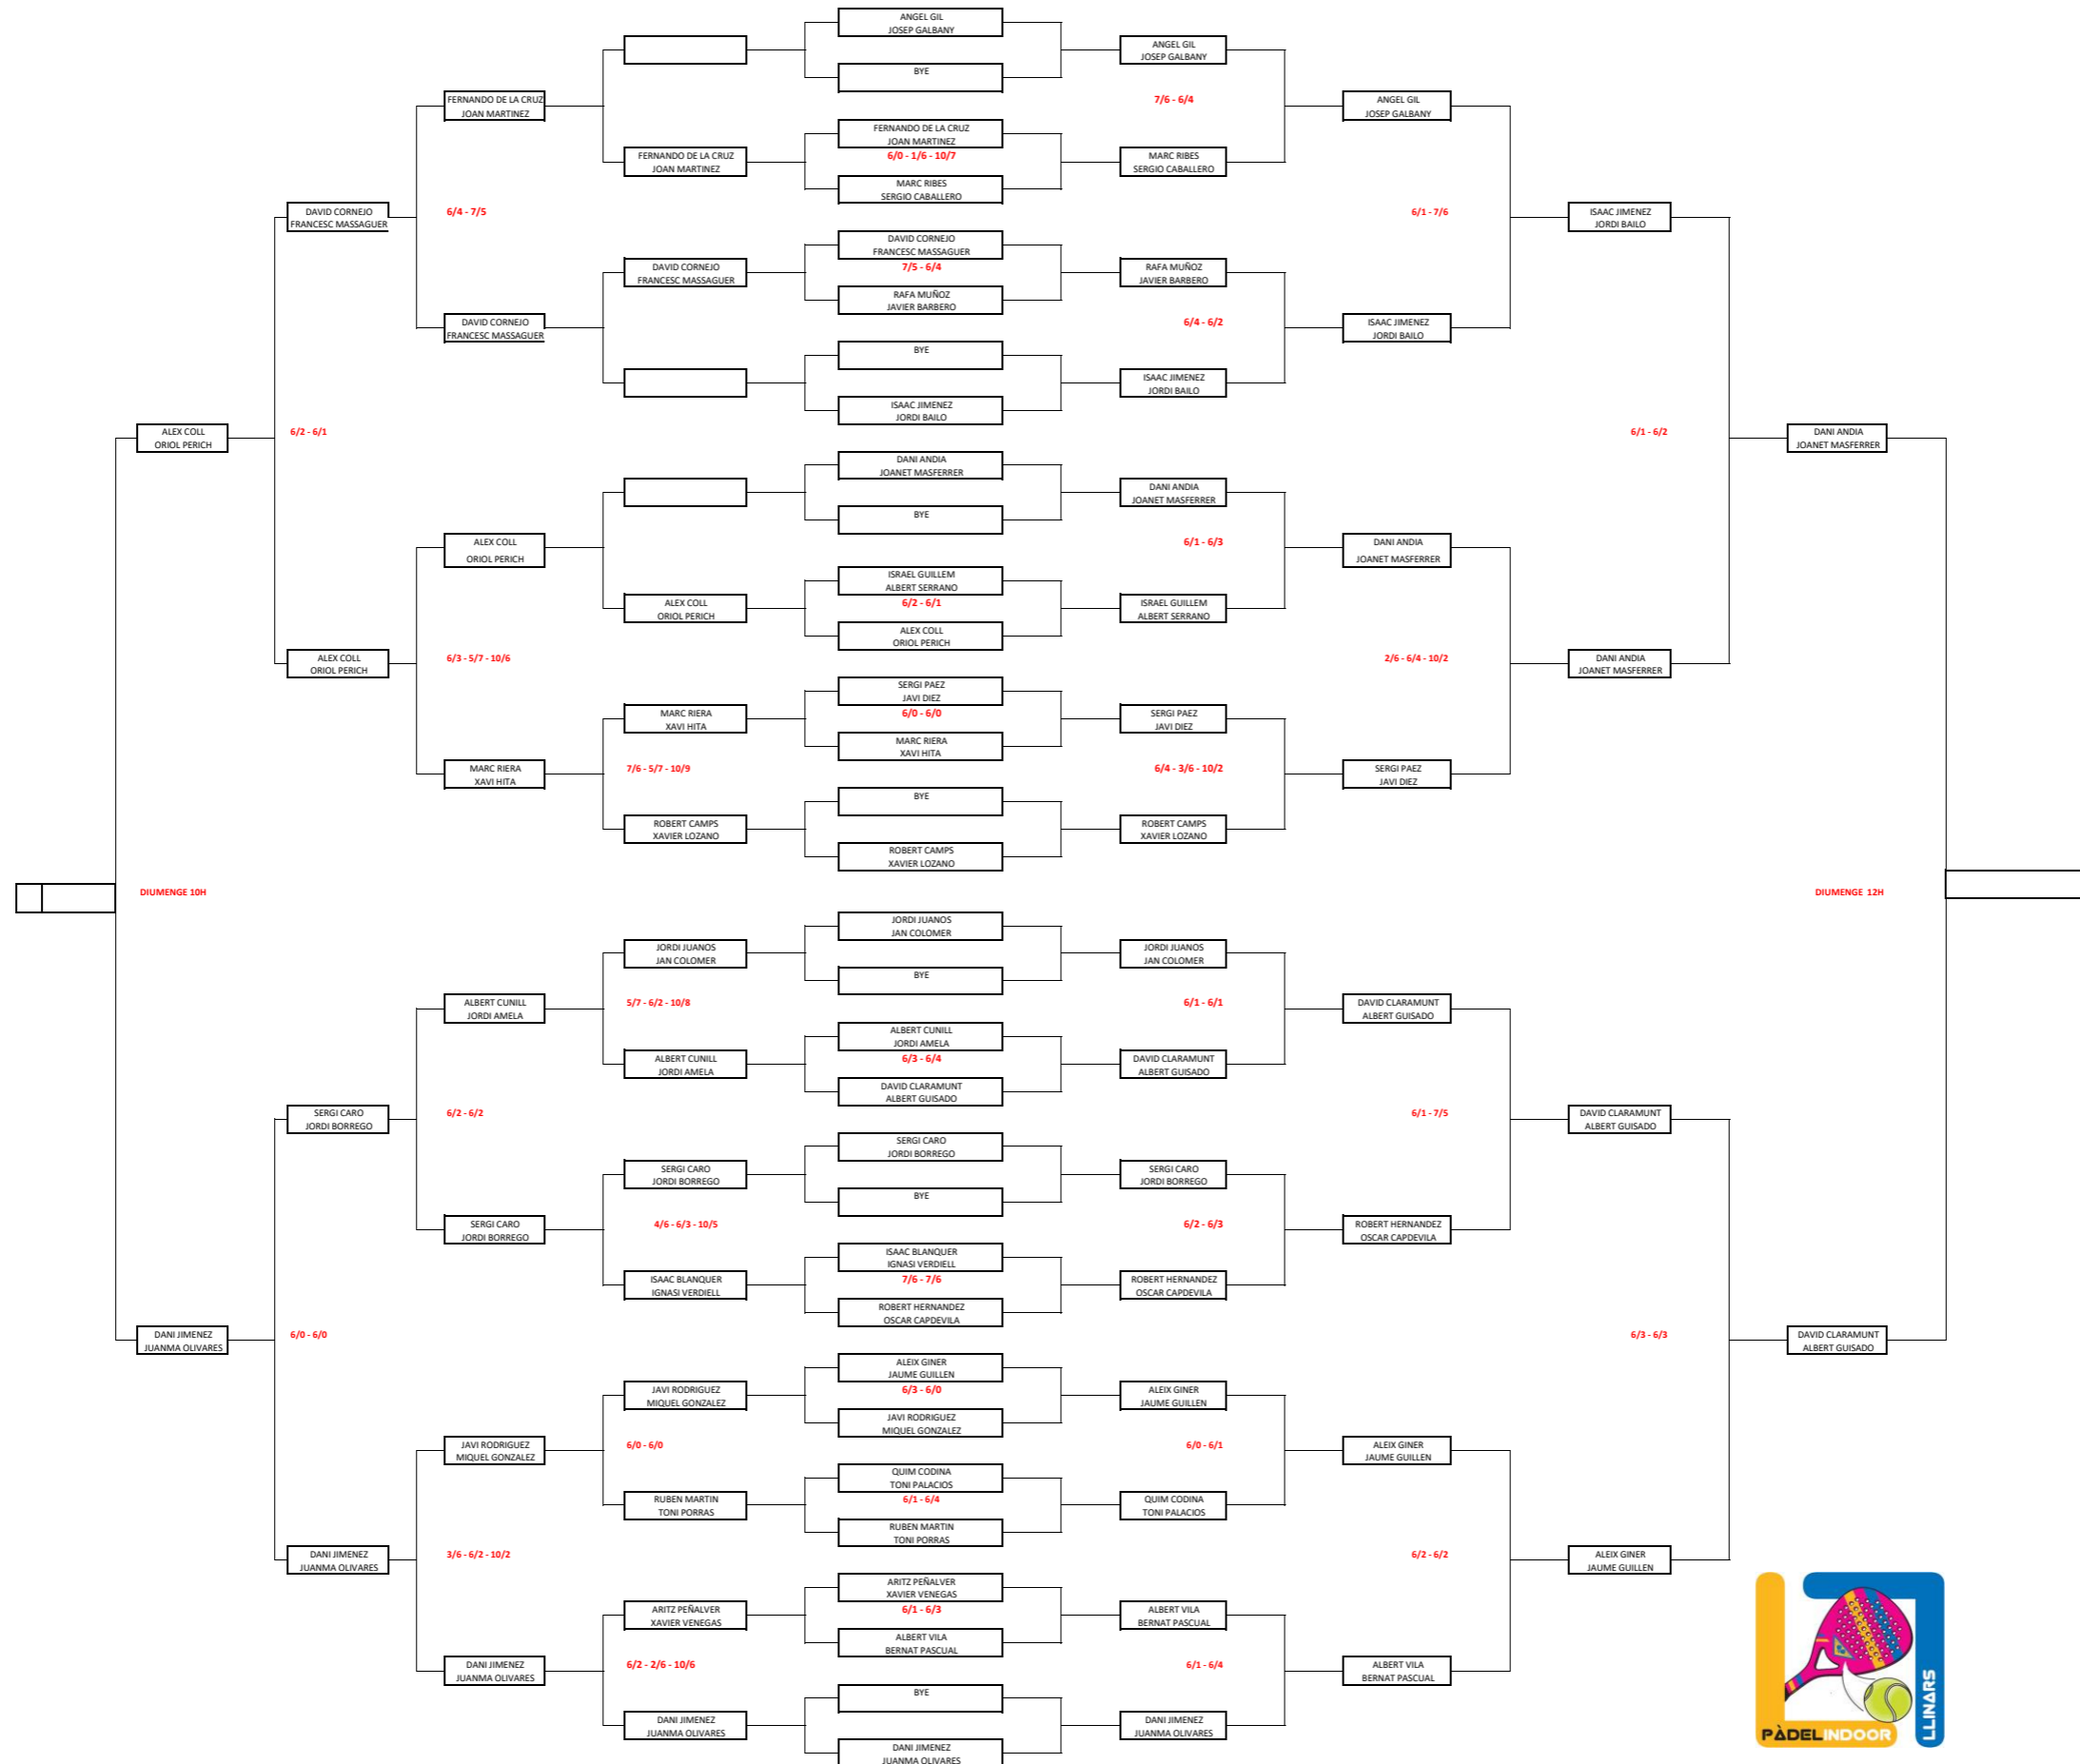 ANGEL GIL
JOSEP GALBANY
ANGEL GIL
JOSEP GALBANY
BYE
FERNANDO DE LA CRUZ
JOAN MARTINEZ
7/6 - 6/4
ANGEL GIL
JOSEP GALBANY
FERNANDO DE LA CRUZ
JOAN MARTINEZ
FERNANDO DE LA CRUZ
JOAN MARTINEZ
6/0 - 1/6 - 10/7
MARC RIBES
SERGIO CABALLERO
MARC RIBES
SERGIO CABALLERO
DAVID CORNEJO
FRANCESC MASSAGUER
6/4 - 7/5
6/1 - 7/6
ISAAC JIMENEZ
JORDI BAILO
DAVID CORNEJO
FRANCESC MASSAGUER
DAVID CORNEJO
FRANCESC MASSAGUER
7/5 - 6/4
RAFA MUÑOZ
JAVIER BARBERO
RAFA MUÑOZ
JAVIER BARBERO
DAVID CORNEJO
FRANCESC MASSAGUER
6/4 - 6/2
ISAAC JIMENEZ
JORDI BAILO
BYE
ISAAC JIMENEZ
JORDI BAILO
ISAAC JIMENEZ
JORDI BAILO
ALEX COLL
ORIOL PERICH
6/2 - 6/1
6/1 - 6/2
DANI ANDIA
JOANET MASFERRER
DANI ANDIA
JOANET MASFERRER
DANI ANDIA
JOANET MASFERRER
BYE
ALEX COLL
ORIOL PERICH
6/1 - 6/3
DANI ANDIA
JOANET MASFERRER
ALEX COLL
ORIOL PERICH
ISRAEL GUILLEM
ALBERT SERRANO
6/2 - 6/1
ALEX COLL
ORIOL PERICH
ISRAEL GUILLEM
ALBERT SERRANO
ALEX COLL
ORIOL PERICH
6/3 - 5/7 - 10/6
2/6 - 6/4 - 10/2
DANI ANDIA
JOANET MASFERRER
MARC RIERA
XAVI HITA
SERGI PAEZ
JAVI DIEZ
6/0 - 6/0
MARC RIERA
XAVI HITA
SERGI PAEZ
JAVI DIEZ
MARC RIERA
XAVI HITA
7/6 - 5/7 - 10/9
6/4 - 3/6 - 10/2
SERGI PAEZ
JAVI DIEZ
BYE
ROBERT CAMPS
XAVIER LOZANO
ROBERT CAMPS
XAVIER LOZANO
ROBERT CAMPS
XAVIER LOZANO
DIUMENGE 10H
DIUMENGE 12H
JORDI JUANOS
JAN COLOMER
JORDI JUANOS
JAN COLOMER
JORDI JUANOS
JAN COLOMER
BYE
ALBERT CUNILL
JORDI AMELA
5/7 - 6/2 - 10/8
6/1 - 6/1
DAVID CLARAMUNT
ALBERT GUISADO
ALBERT CUNILL
JORDI AMELA
ALBERT CUNILL
JORDI AMELA
6/3 - 6/4
DAVID CLARAMUNT
ALBERT GUISADO
DAVID CLARAMUNT
ALBERT GUISADO
SERGI CARO
JORDI BORREGO
6/2 - 6/2
6/1 - 7/5
DAVID CLARAMUNT
ALBERT GUISADO
SERGI CARO
JORDI BORREGO
SERGI CARO
JORDI BORREGO
SERGI CARO
JORDI BORREGO
BYE
SERGI CARO
JORDI BORREGO
4/6 - 6/3 - 10/5
6/2 - 6/3
ROBERT HERNANDEZ
OSCAR CAPDEVILA
ISAAC BLANQUER
IGNASI VERDIELL
ISAAC BLANQUER
IGNASI VERDIELL
7/6 - 7/6
ROBERT HERNANDEZ
OSCAR CAPDEVILA
ROBERT HERNANDEZ
OSCAR CAPDEVILA
DANI JIMENEZ
JUANMA OLIVARES
6/0 - 6/0
6/3 - 6/3
DAVID CLARAMUNT
ALBERT GUISADO
JAVI RODRIGUEZ
MIQUEL GONZALEZ
ALEIX GINER
JAUME GUILLEN
6/3 - 6/0
JAVI RODRIGUEZ
MIQUEL GONZALEZ
ALEIX GINER
JAUME GUILLEN
JAVI RODRIGUEZ
MIQUEL GONZALEZ
6/0 - 6/0
6/0 - 6/1
ALEIX GINER
JAUME GUILLEN
RUBEN MARTIN
TONI PORRAS
QUIM CODINA
TONI PALACIOS
6/1 - 6/4
RUBEN MARTIN
TONI PORRAS
QUIM CODINA
TONI PALACIOS
DANI JIMENEZ
JUANMA OLIVARES
3/6 - 6/2 - 10/2
6/2 - 6/2
ALEIX GINER
JAUME GUILLEN
ARITZ PEÑALVER
XAVIER VENEGAS
ARITZ PEÑALVER
XAVIER VENEGAS
6/1 - 6/3
ALBERT VILA
BERNAT PASCUAL
ALBERT VILA
BERNAT PASCUAL
DANI JIMENEZ
JUANMA OLIVARES
6/2 - 2/6 - 10/6
6/1 - 6/4
ALBERT VILA
BERNAT PASCUAL
BYE
DANI JIMENEZ
JUANMA OLIVARES
DANI JIMENEZ
JUANMA OLIVARES
DANI JIMENEZ
JUANMA OLIVARES
PÀDELINDOOR
LLINARS